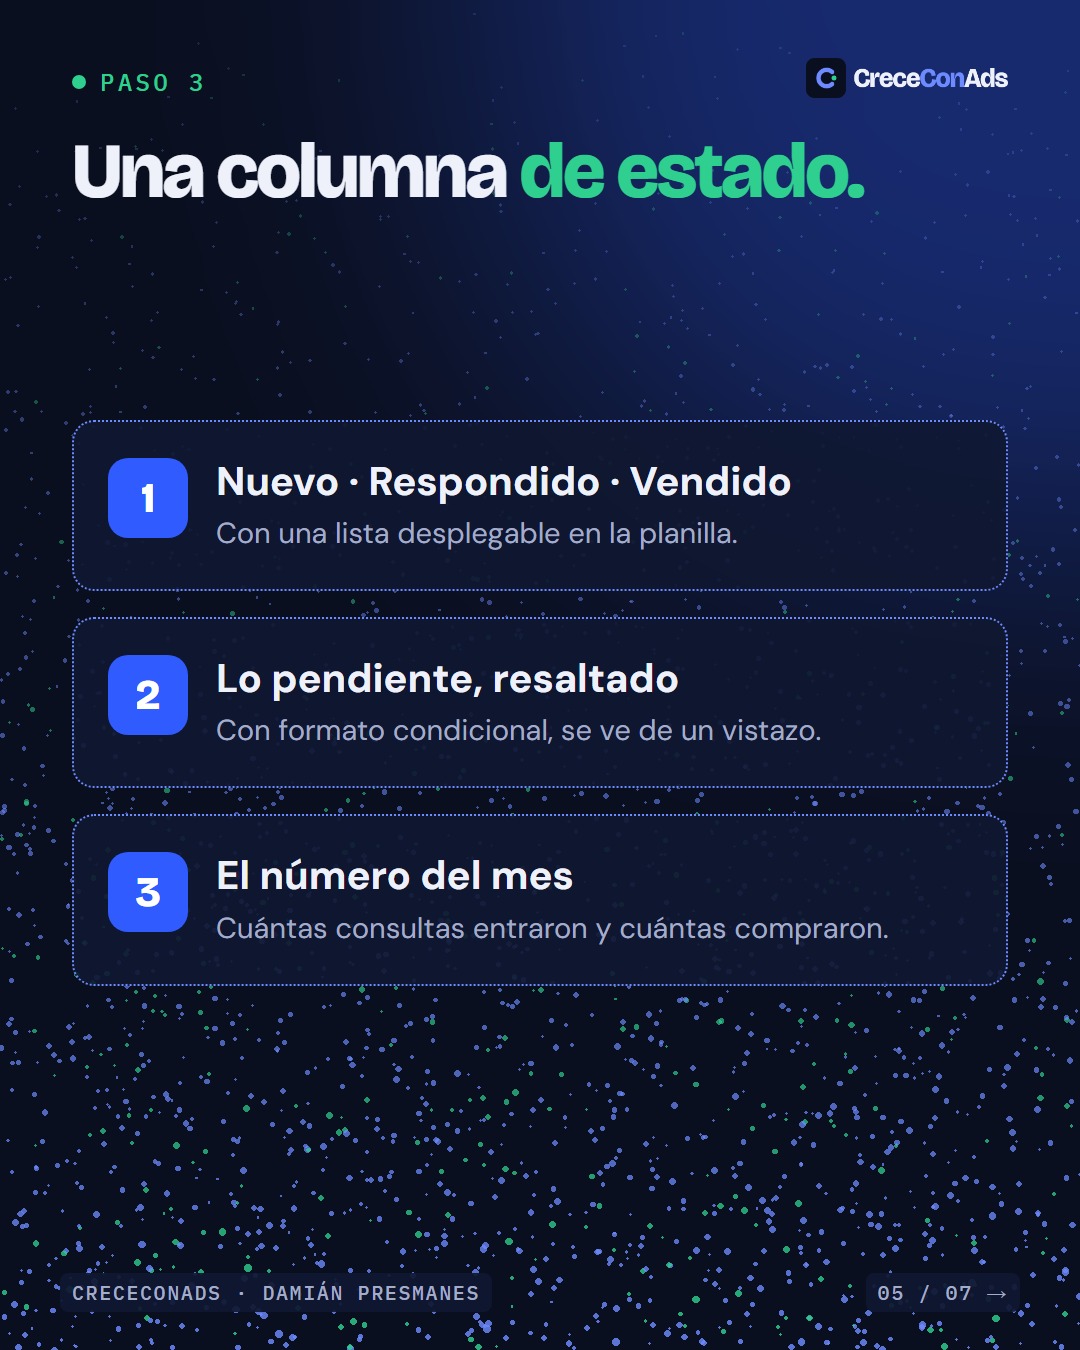 PASO 3
CreceConAds
Una columna de estado.
1
Nuevo · Respondido · Vendido
Con una lista desplegable en la planilla.
2
Lo pendiente, resaltado
Con formato condicional, se ve de un vistazo.
3
El número del mes
Cuántas consultas entraron y cuántas compraron.
CRECECONADS · DAMIÁN PRESMANES
05 / 07 →